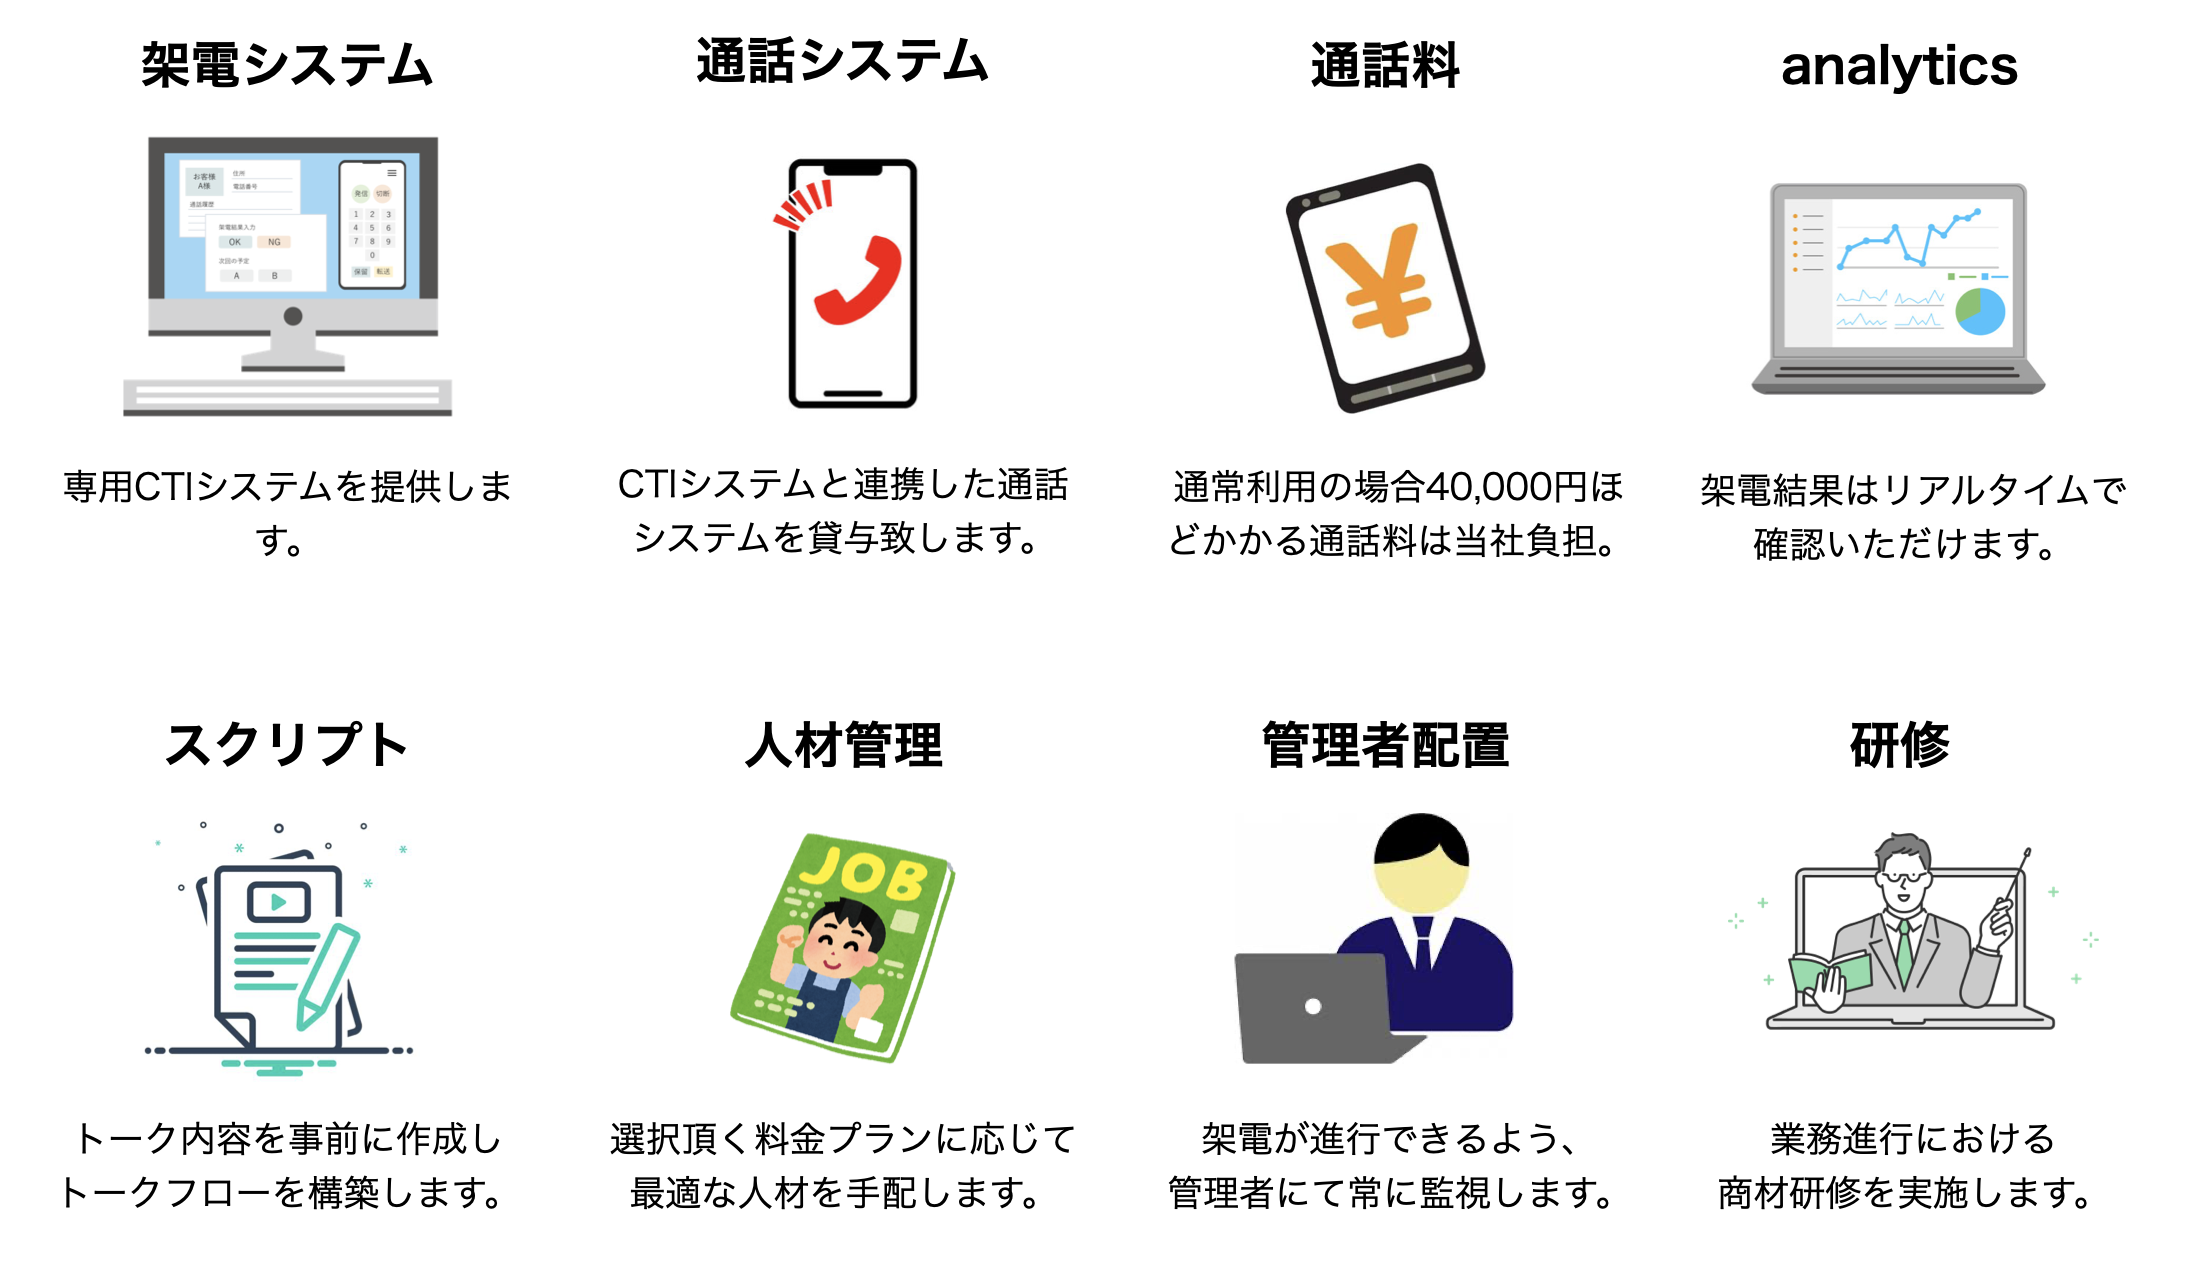 架電システム
通話システム
通話料
analytics
お客様
A様
住所
電話番号
通話履歴
架電結果入力
OK NG
次回の予定
A B
発信 切断
1 2 3
4 5 6
7 8 9
0
保留 転送
¥
専用CTIシステムを提供しま
す。
CTIシステムと連携した通話
システムを貸与致します。
通常利用の場合40,000円ほ
どかかる通話料は当社負担。
架電結果はリアルタイムで
確認いただけます。
スクリプト
人材管理
管理者配置
研修
JOB
トーク内容を事前に作成し
トークフローを構築します。
選択頂く料金プランに応じて
最適な人材を手配します。
架電が進行できるよう、
管理者にて常に監視します。
業務進行における
商材研修を実施します。